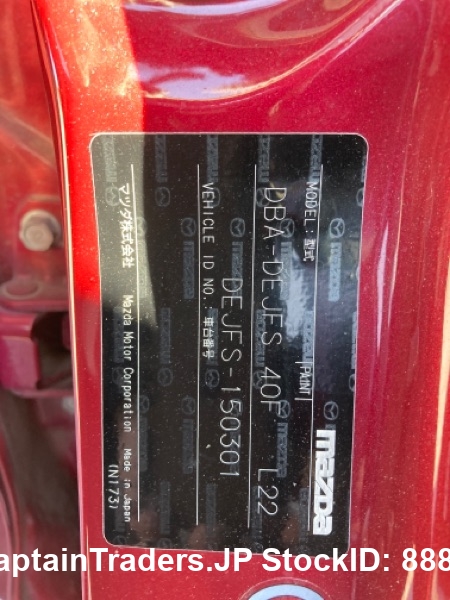 mazda
MODEL:型式 [PAINT]
DBA-DEJFS 40F L22
VEHICLE ID NO.:車台番号
DEJFS-150301
マツダ株式会社 Mazda Motor Corporation Made in Japan
(N173)
aptainTraders.JP StockID: 888